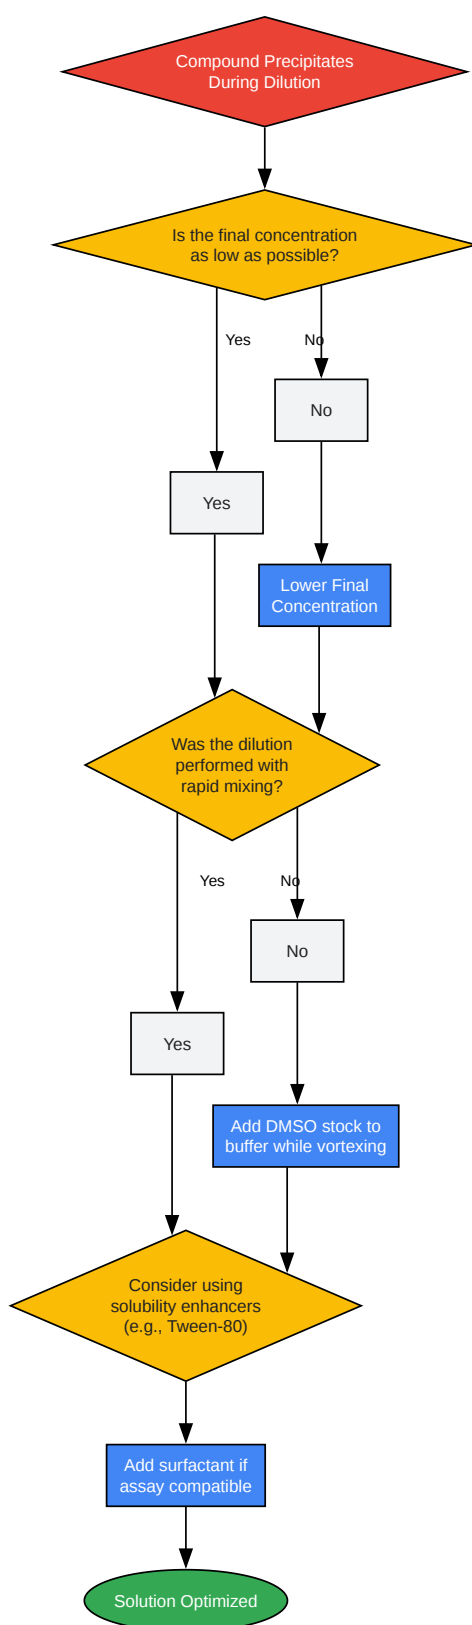 Compound Precipitates
During Dilution
Is the final concentration
as low as possible?
Yes
No
No
Yes
Lower Final
Concentration
Was the dilution
performed with
rapid mixing?
Yes
No
No
Yes
Add DMSO stock to
buffer while vortexing
Consider using
solubility enhancers
(e.g., Tween-80)
Add surfactant if
assay compatible
Solution Optimized